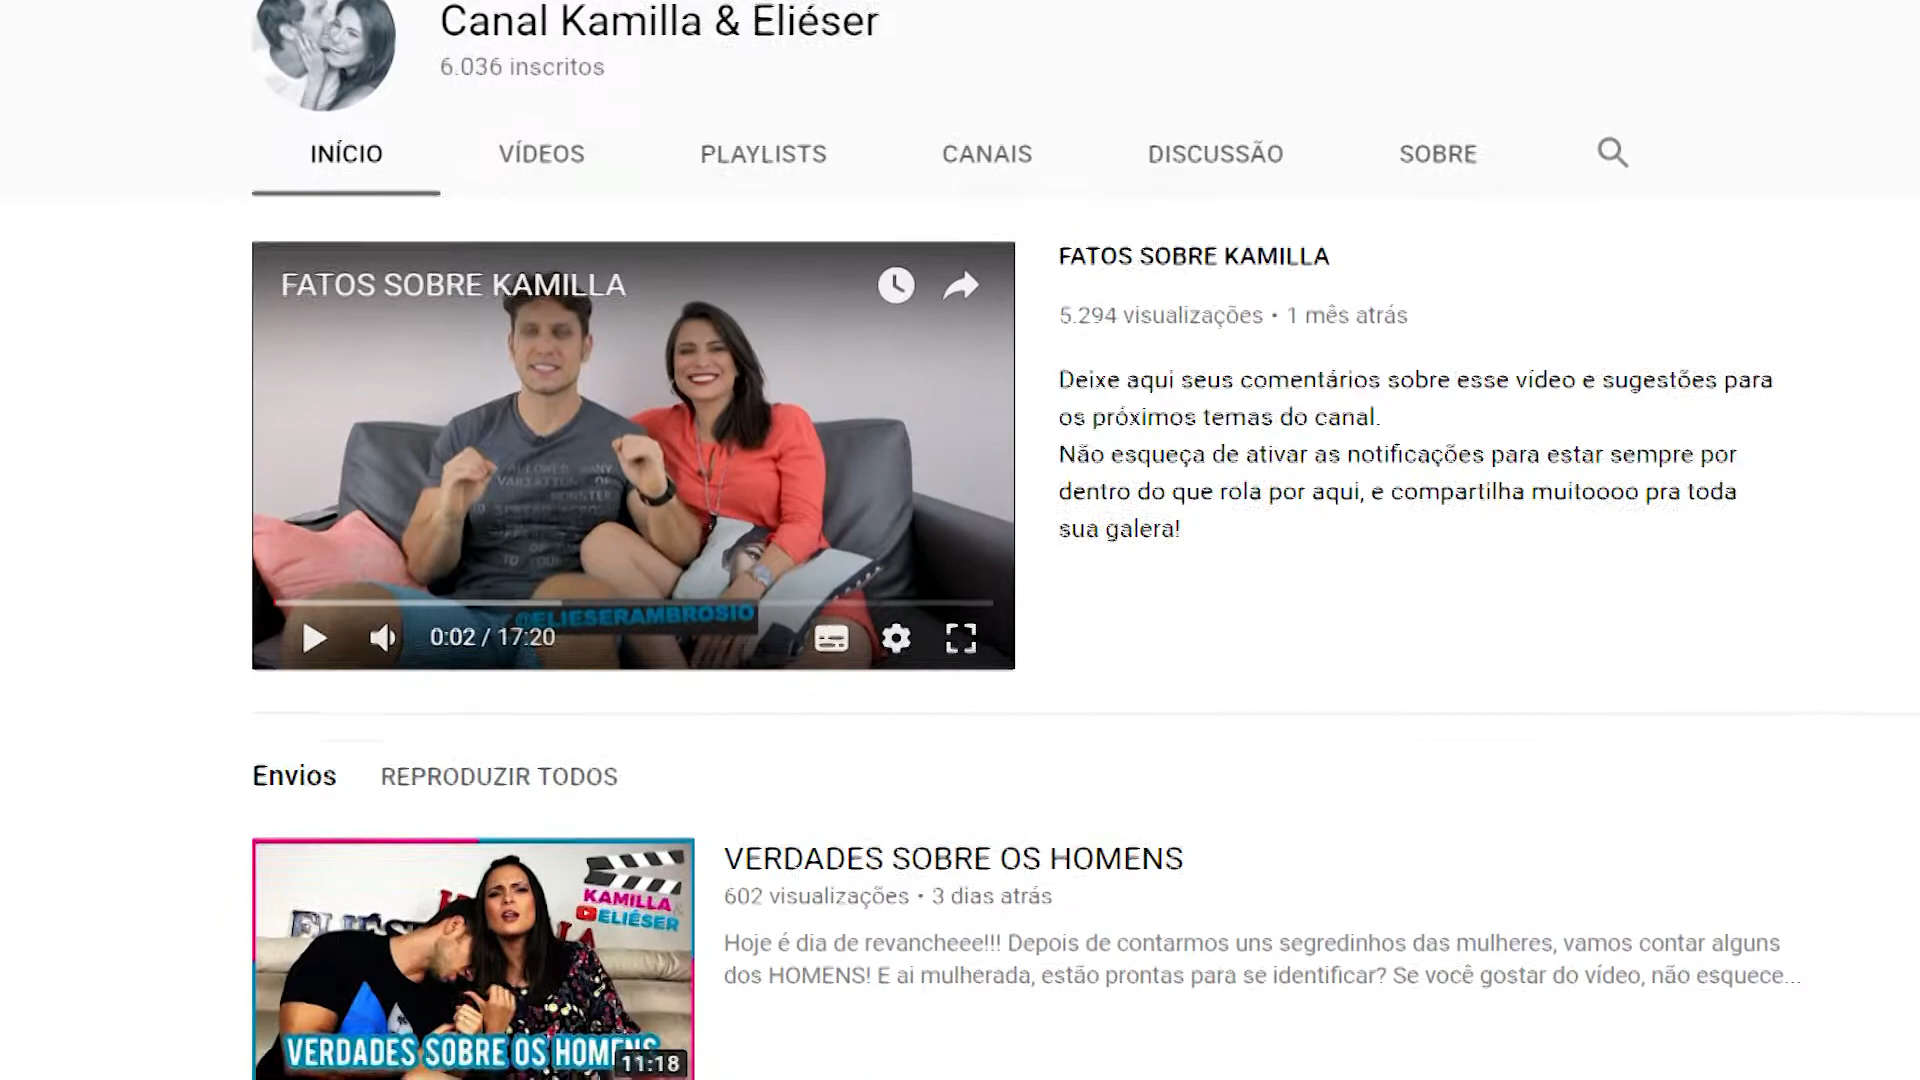 Canal Kamilla & Eliéser
6.036 inscritos
INÍCIO VÍDEOS PLAYLISTS CANAIS DISCUSSÃO SOBRE
FATOS SOBRE KAMILLA
@ELIESERAMBROSIO
0:02 / 17:20
FATOS SOBRE KAMILLA
5.294 visualizações • 1 mês atrás
Deixe aqui seus comentários sobre esse vídeo e sugestões para
os próximos temas do canal.
Não esqueça de ativar as notificações para estar sempre por
dentro do que rola por aqui, e compartilha muitoooo pra toda
sua galera!
Envios REPRODUZIR TODOS
KAMILLA &
ELIÉSER
VERDADES SOBRE OS HOMENS
11:18
VERDADES SOBRE OS HOMENS
602 visualizações • 3 dias atrás
Hoje é dia de revancheee!!! Depois de contarmos uns segredinhos das mulheres, vamos contar alguns
dos HOMENS! E ai mulherada, estão prontas para se identificar? Se você gostar do vídeo, não esquece...